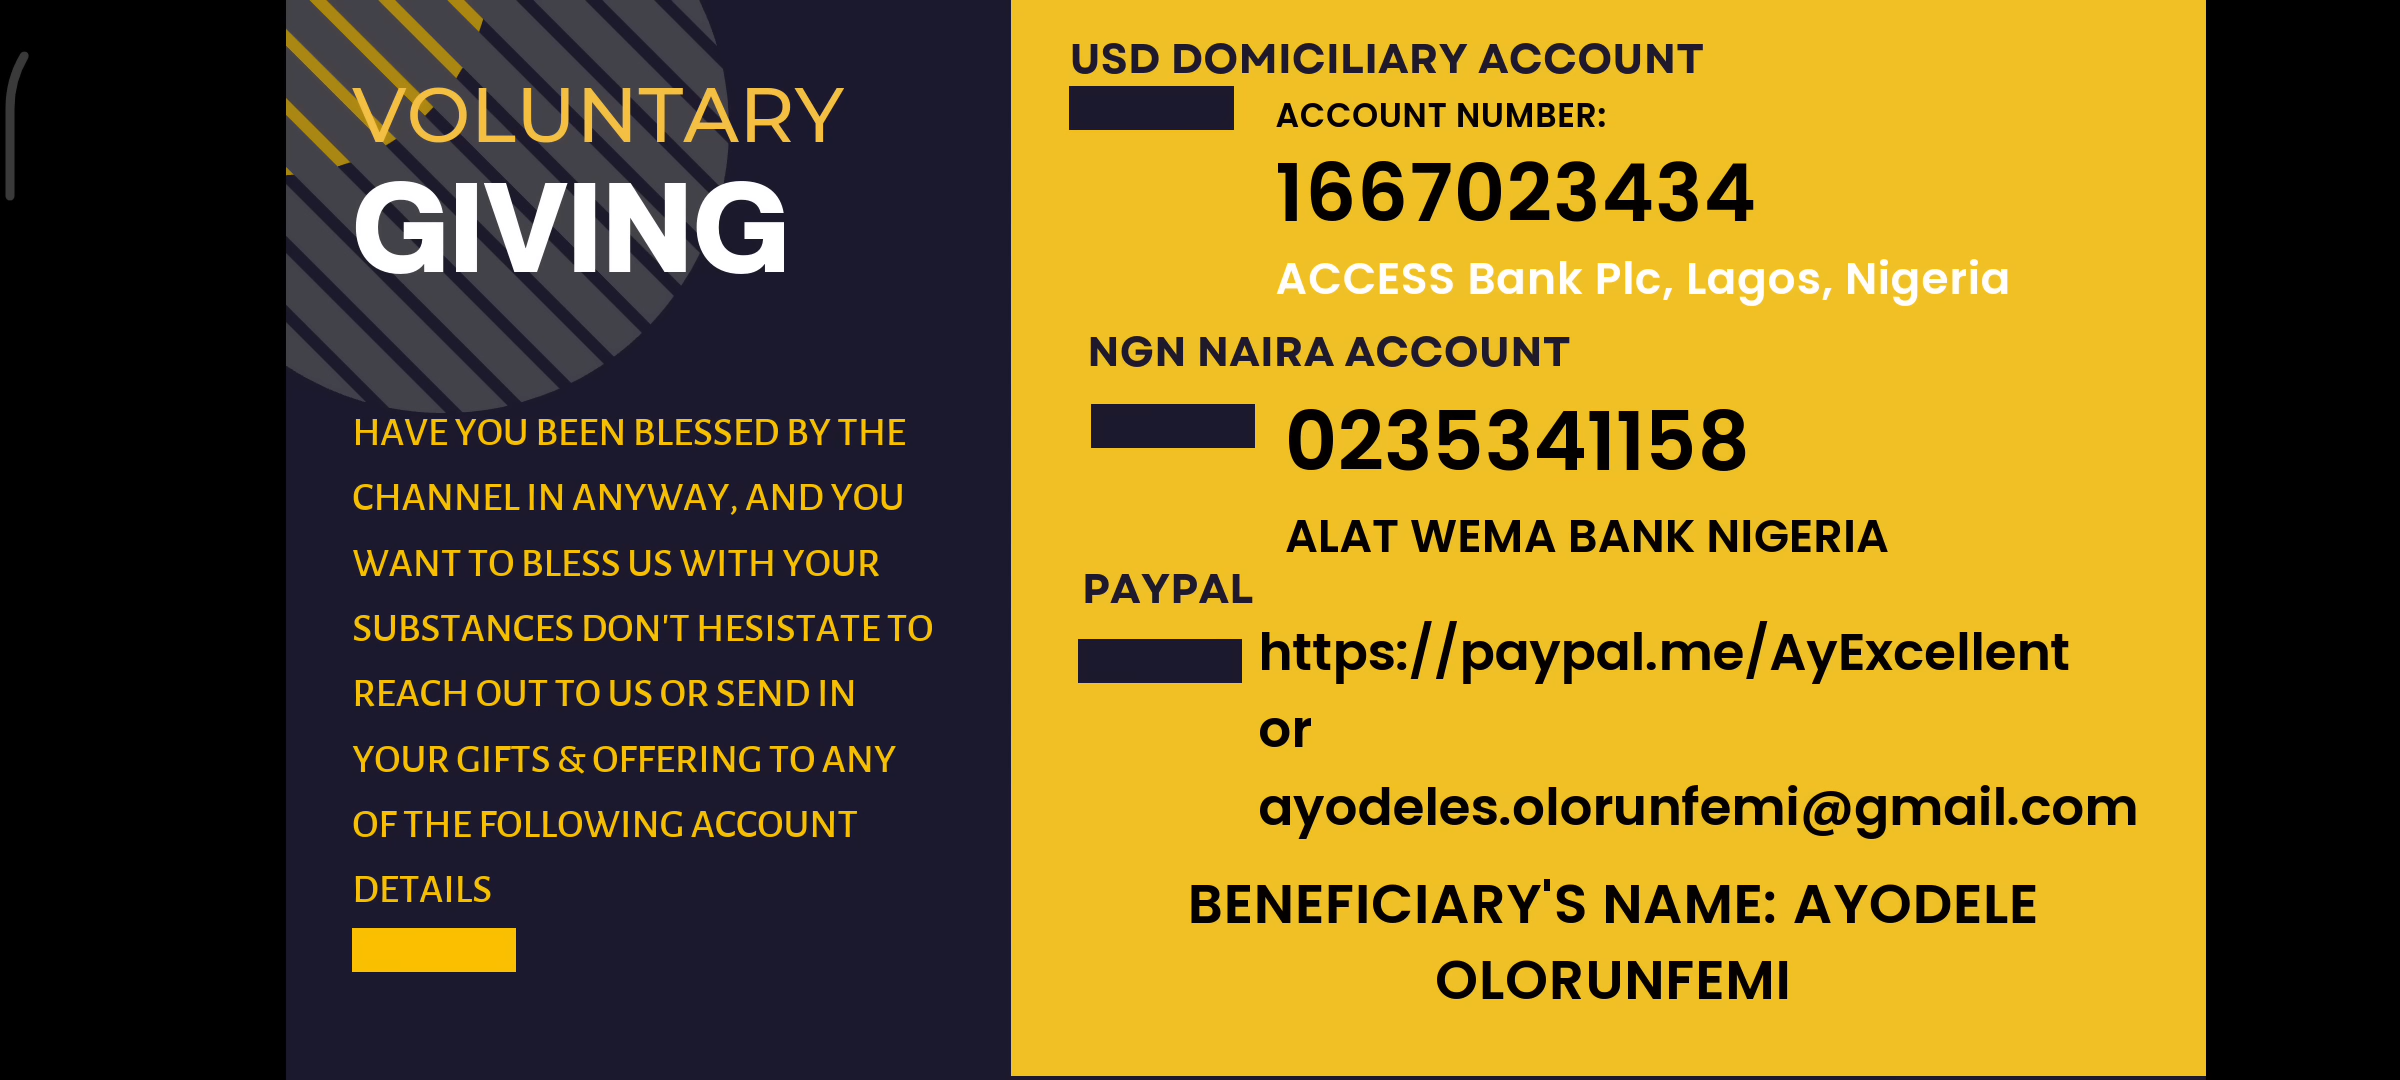 VOLUNTARY
GIVING
HAVE YOU BEEN BLESSED BY THE
CHANNEL IN ANYWAY, AND YOU
WANT TO BLESS US WITH YOUR
SUBSTANCES DON'T HESISTATE TO
REACH OUT TO US OR SEND IN
YOUR GIFTS & OFFERING TO ANY
OF THE FOLLOWING ACCOUNT
DETAILS
USD DOMICILIARY ACCOUNT
ACCOUNT NUMBER:
1667023434
ACCESS Bank Plc, Lagos, Nigeria
NGN NAIRA ACCOUNT
0235341158
ALAT WEMA BANK NIGERIA
PAYPAL
https://paypal.me/AyExcellent
or
ayodeles.olorunfemi@gmail.com
BENEFICIARY'S NAME: AYODELE
OLORUNFEMI